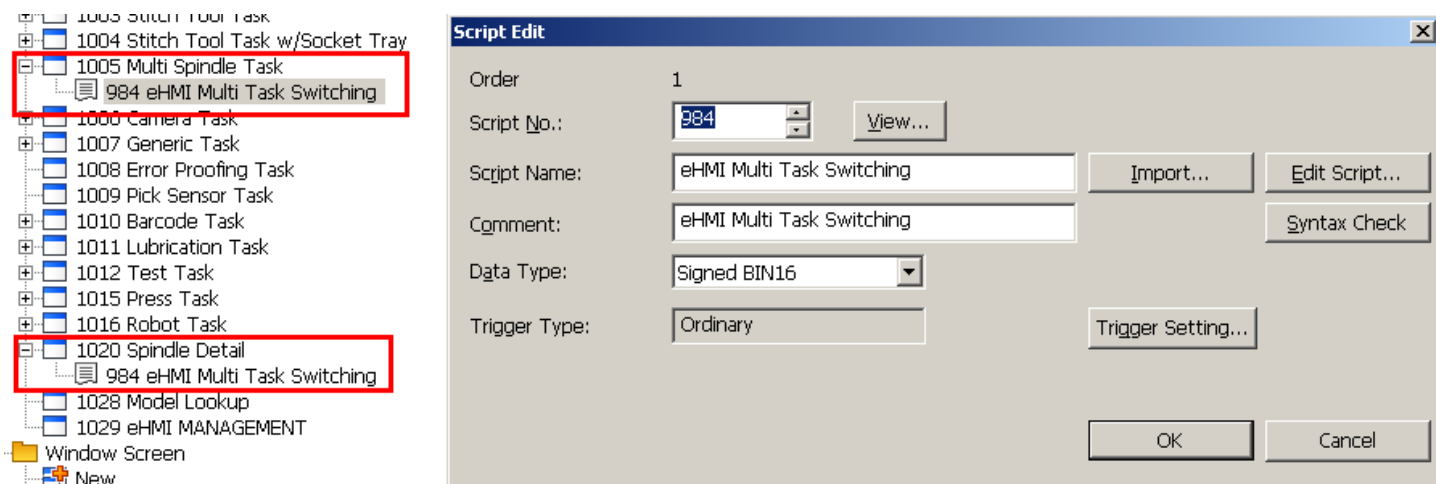 1003 Stitch Tool Task
1004 Stitch Tool Task w/Socket Tray
1005 Multi Spindle Task
984 eHMI Multi Task Switching
1006 Camera Task
1007 Generic Task
1008 Error Proofing Task
1009 Pick Sensor Task
1010 Barcode Task
1011 Lubrication Task
1012 Test Task
1015 Press Task
1016 Robot Task
1020 Spindle Detail
984 eHMI Multi Task Switching
1028 Model Lookup
1029 eHMI MANAGEMENT
Window Screen
New
Script Edit
Order 1
Script No.: 984 View...
Script Name: eHMI Multi Task Switching Import... Edit Script...
Comment: eHMI Multi Task Switching Syntax Check
Data Type: Signed BIN16
Trigger Type: Ordinary Trigger Setting...
OK Cancel